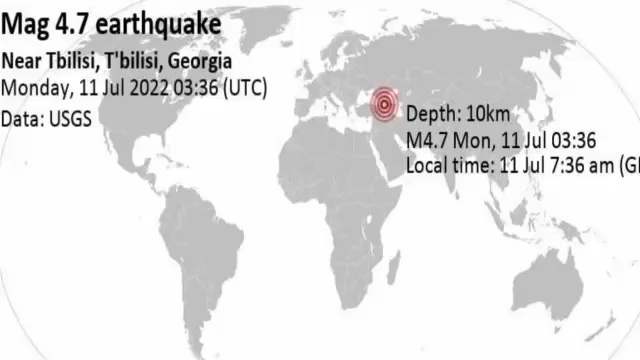 Mag 4.7 earthquake
Near Tbilisi, T'bilisi, Georgia
Monday, 11 Jul 2022 03:36 (UTC)
Data: USGS
Depth: 10km
M4.7 Mon, 11 Jul 03:36
Local time: 11 Jul 7:36 am